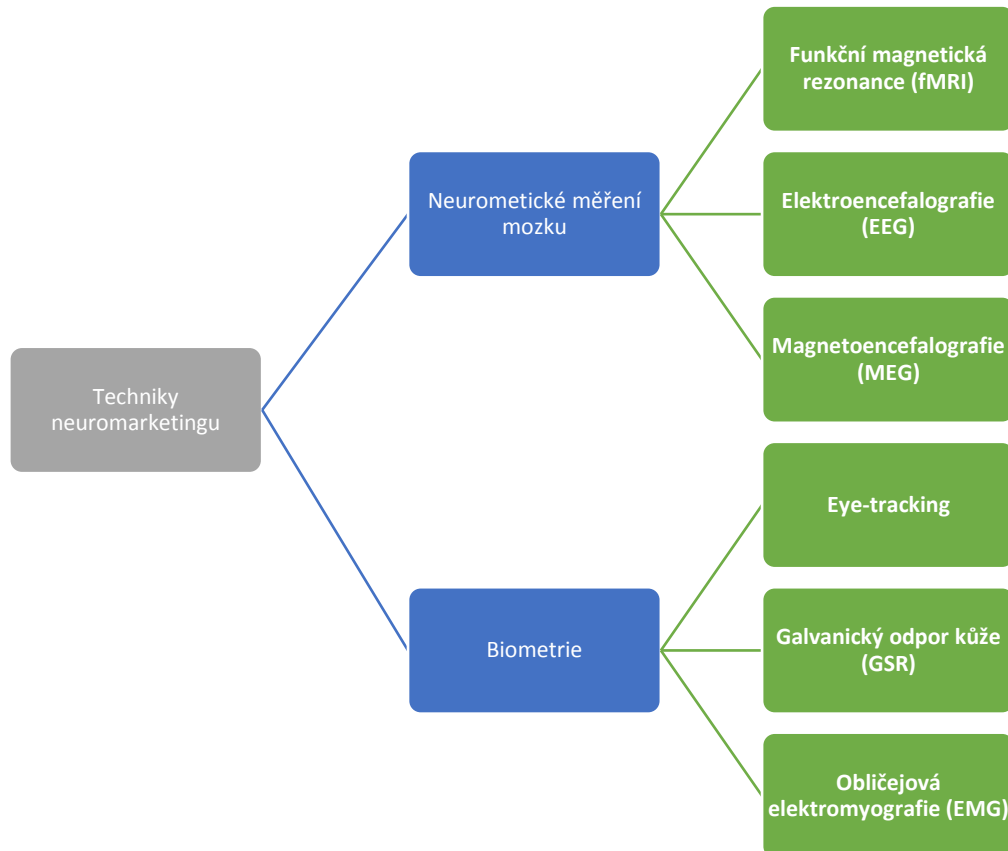 Techniky
neuromarketingu
Neurometické měření
mozku
Funkční magnetická
rezonance (fMRI)
Elektroencefalografie
(EEG)
Magnetoencefalografie
(MEG)
Biometrie
Eye-tracking
Galvanický odpor kůže
(GSR)
Obličejová
elektromyografie (EMG)